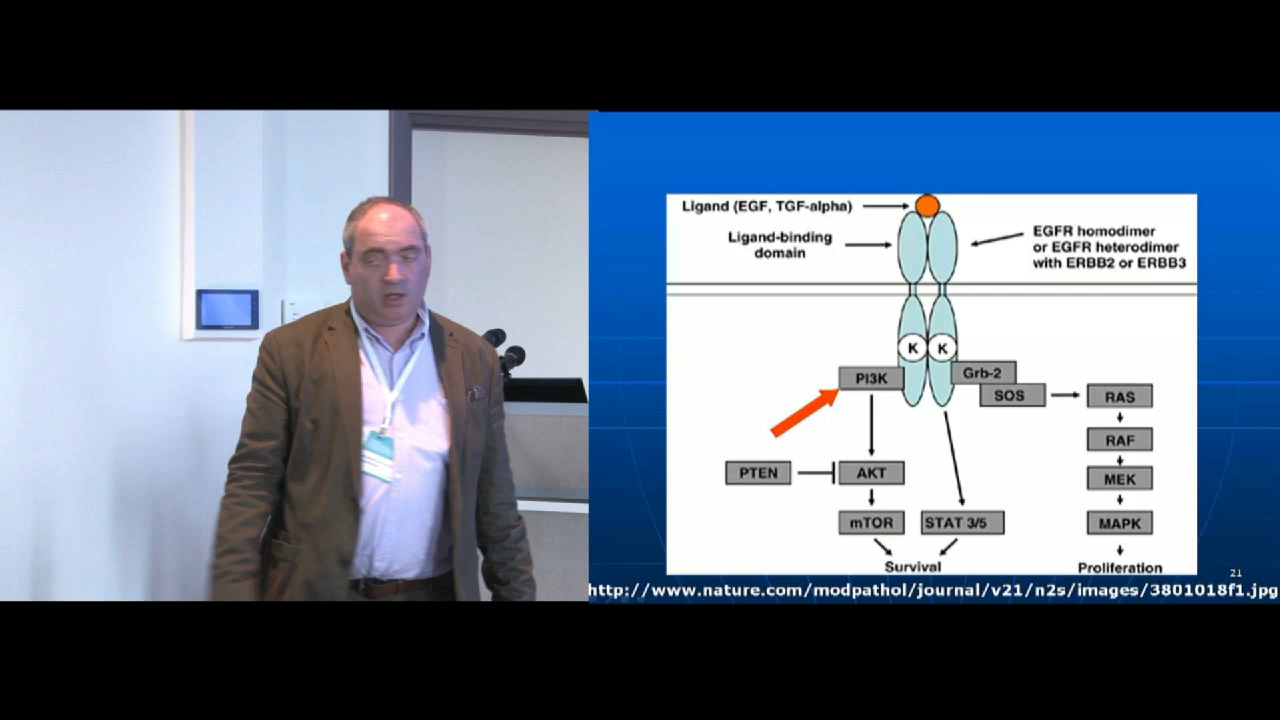 Ligand (EGF, TGF-alpha)
Ligand-binding
domain
EGFR homodimer
or EGFR heterodimer
with ERBB2 or ERBB3
K
K
PI3K
Grb-2
SOS
RAS
RAF
PTEN
AKT
MEK
mTOR
STAT 3/5
MAPK
Survival
Proliferation
21
http://www.nature.com/modpathol/journal/v21/n2s/images/3801018f1.jpg